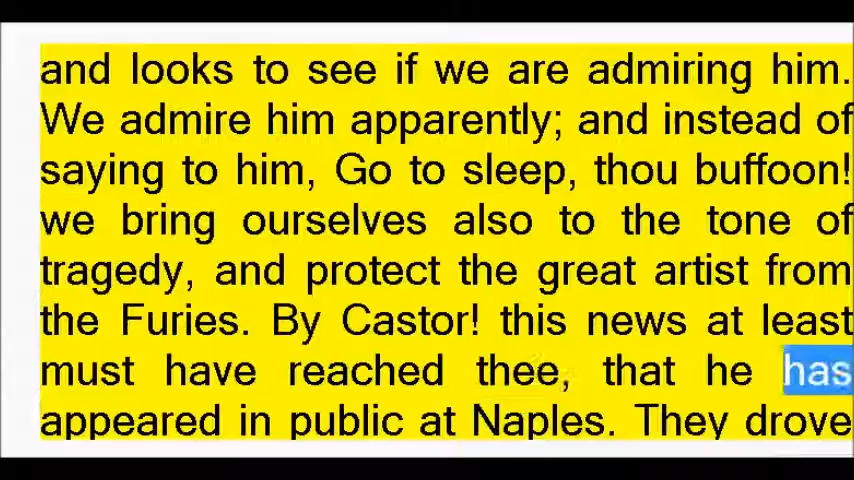 and looks to see if we are admiring him.
We admire him apparently; and instead of
saying to him, Go to sleep, thou buffoon!
we bring ourselves also to the tone of
tragedy, and protect the great artist from
the Furies. By Castor! this news at least
must have reached thee, that he has
appeared in public at Naples. They drove